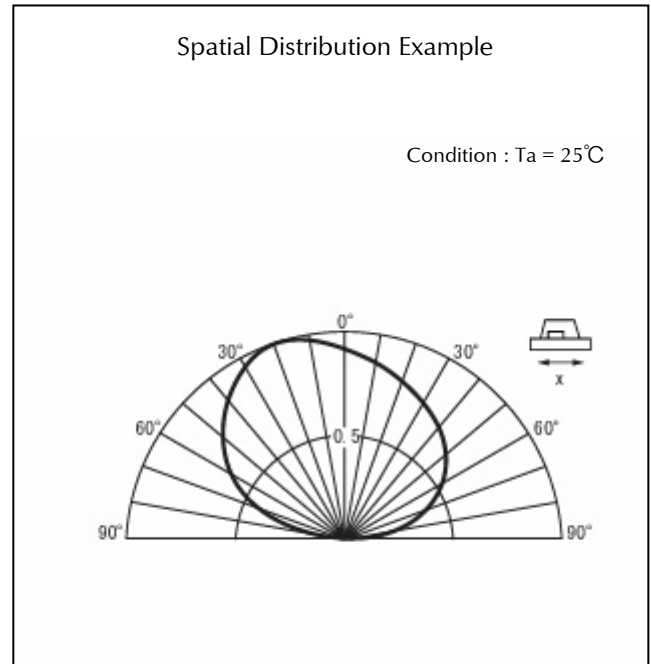 Spatial Distribution Example
Condition : Ta = 25℃
0°
30° 30°
x
60° 60°
0.5
90° 90°